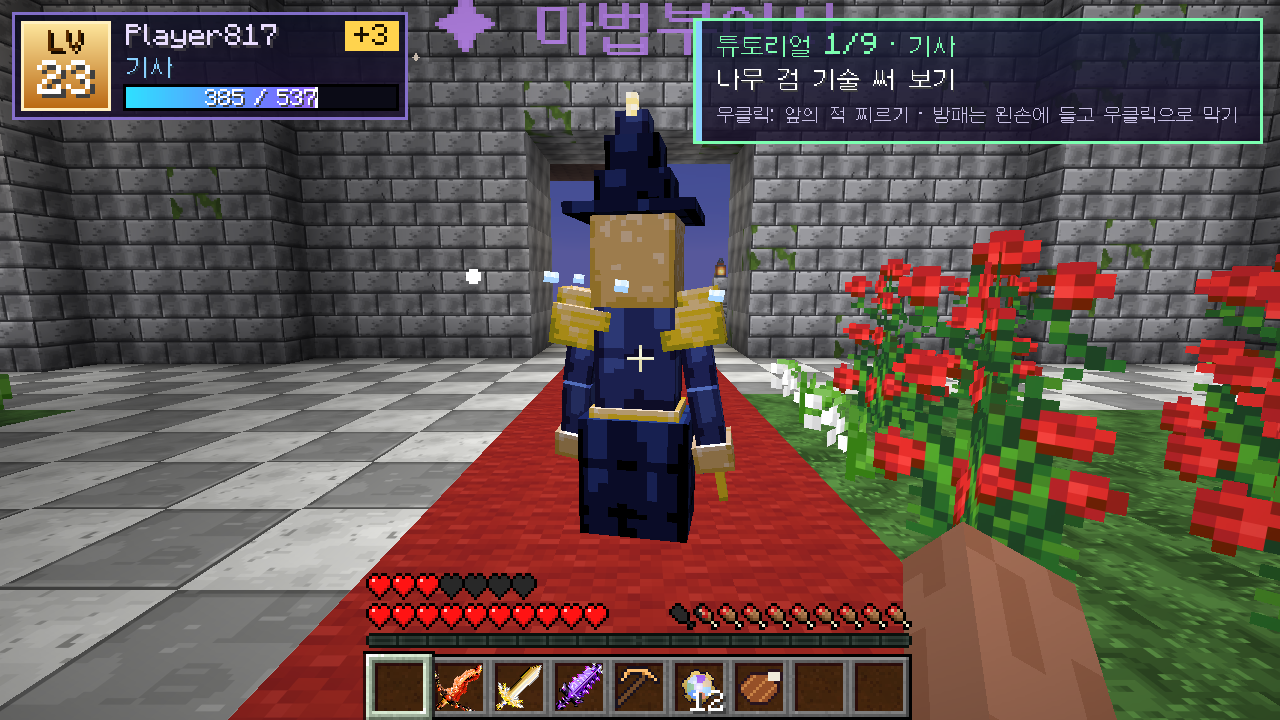 LV
23
Player817
+3
기사
385 / 537
튜토리얼 1/9 · 기사
나무 검 기술 써 보기
우클릭: 앞의 적 찌르기 · 방패는 왼손에 들고 우클릭으로 막기
12